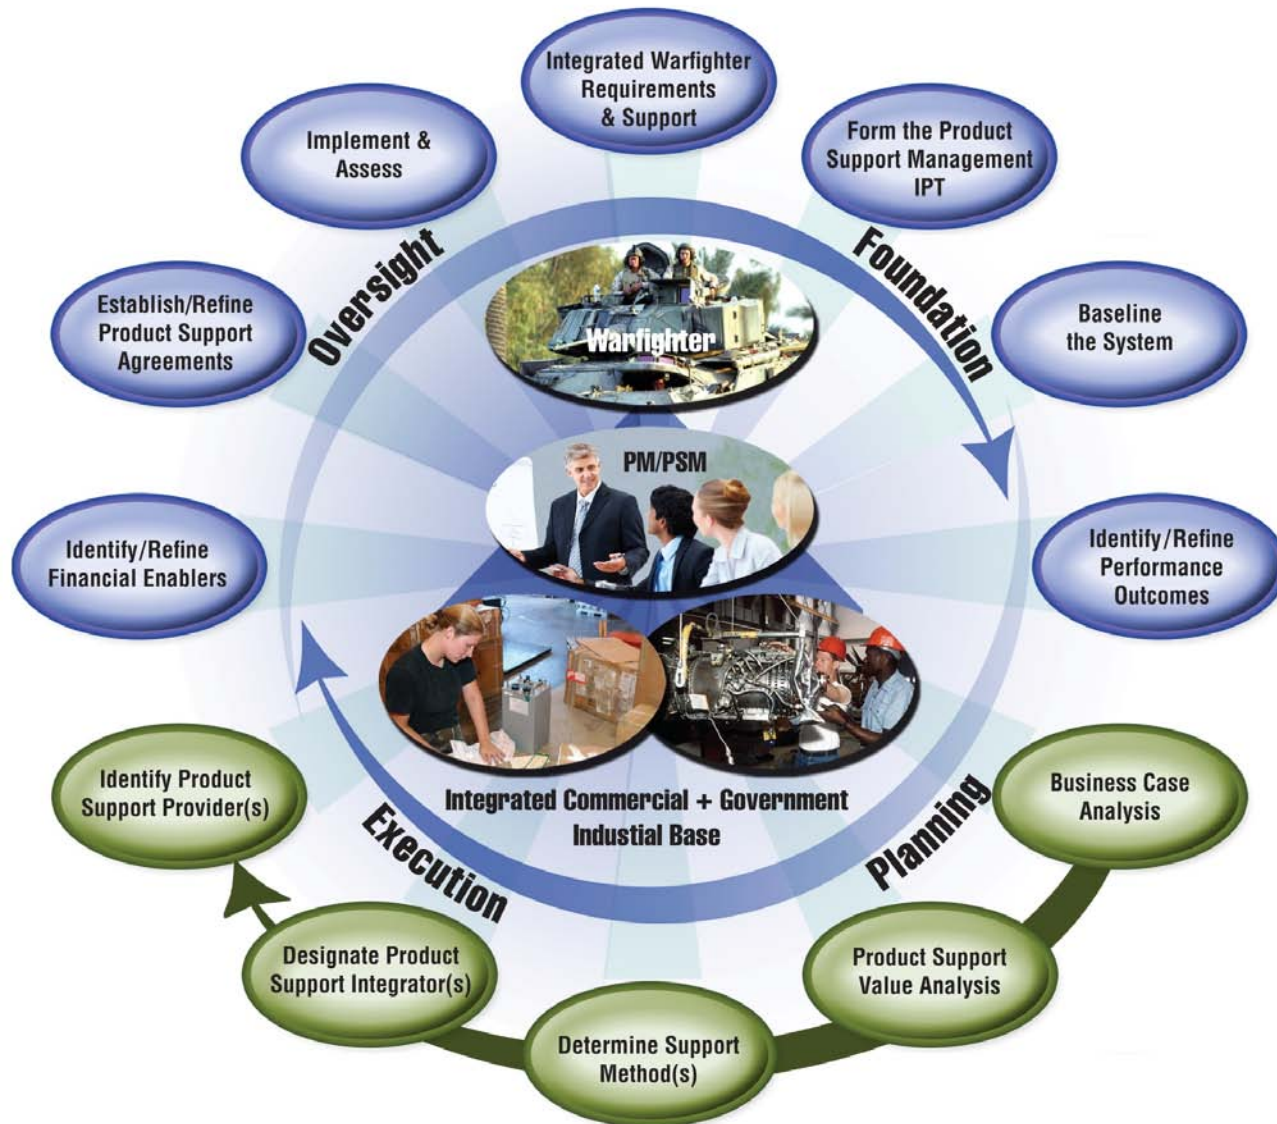 Integrated Warfighter
Requirements
& Support
Form the Product
Support Management
IPT
Baseline
the System
Identify/Refine
Performance
Outcomes
Business Case
Analysis
Product Support
Value Analysis
Determine Support
Method(s)
Designate Product
Support Integrator(s)
Identify Product
Support Provider(s)
Identify/Refine
Financial Enablers
Establish/Refine
Product Support
Agreements
Implement &
Assess
Oversight
Foundation
Planning
Execution
Warfighter
PM/PSM
Integrated Commercial + Government
Industial Base